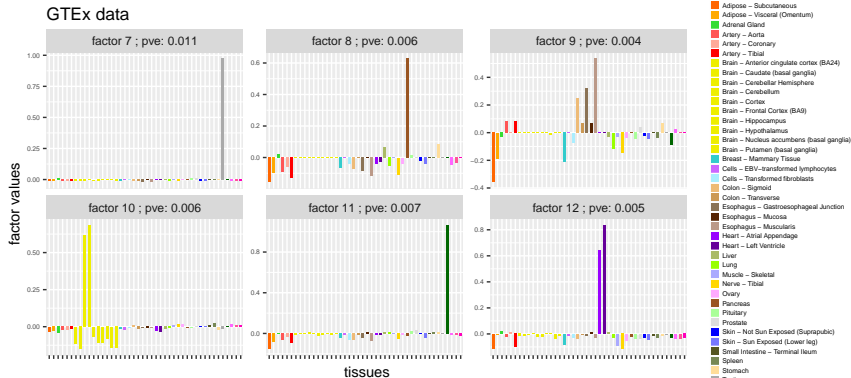 GTEx data
factor 7 ; pve: 0.011
factor 8 ; pve: 0.006
factor 9 ; pve: 0.004
1.00
0.75
0.50
0.25
0.00
0.6
0.4
0.2
0.0
0.4
0.2
0.0
−0.2
−0.4
factor values
factor 10 ; pve: 0.006
factor 11 ; pve: 0.007
factor 12 ; pve: 0.005
0.50
0.25
0.00
0.8
0.4
0.0
0.8
0.6
0.4
0.2
0.0
tissues
Adipose − Subcutaneous
Adipose − Visceral (Omentum)
Adrenal Gland
Artery − Aorta
Artery − Coronary
Artery − Tibial
Brain − Anterior cingulate cortex (BA24)
Brain − Caudate (basal ganglia)
Brain − Cerebellar Hemisphere
Brain − Cerebellum
Brain − Cortex
Brain − Frontal Cortex (BA9)
Brain − Hippocampus
Brain − Hypothalamus
Brain − Nucleus accumbens (basal ganglia)
Brain − Putamen (basal ganglia)
Breast − Mammary Tissue
Cells − EBV−transformed lymphocytes
Cells − Transformed fibroblasts
Colon − Sigmoid
Colon − Transverse
Esophagus − Gastroesophageal Junction
Esophagus − Mucosa
Esophagus − Muscularis
Heart − Atrial Appendage
Heart − Left Ventricle
Liver
Lung
Muscle − Skeletal
Nerve − Tibial
Ovary
Pancreas
Pituitary
Prostate
Skin − Not Sun Exposed (Suprapubic)
Skin − Sun Exposed (Lower leg)
Small Intestine − Terminal Ileum
Spleen
Stomach